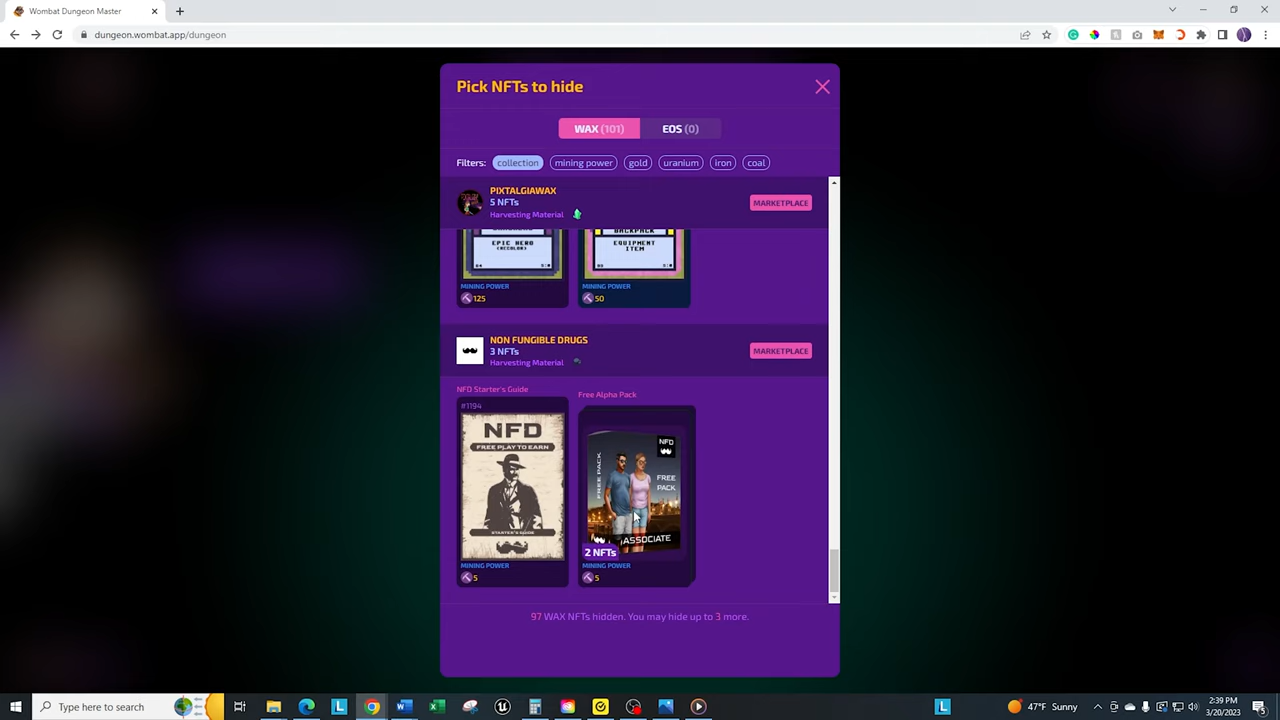 Wombat Dungeon Master
dungeon.wombat.app/dungeon
Pick NFTs to hide
WAX (101)
EOS (0)
Filters: collection mining power gold uranium iron coal
PIXTALGIAWAX
5 NFTs
Harvesting Material
MARKETPLACE
EPIC HERO
(RECOLOR)
BACKPACK
EQUIPMENT
ITEM
MINING POWER
125
MINING POWER
50
NON FUNGIBLE DRUGS
3 NFTs
Harvesting Material
MARKETPLACE
NFD Starter's Guide
#1194
NFD
FREE PLAY TO EARN
STARTER'S GUIDE
MINING POWER
5
Free Alpha Pack
NFD
FREE PACK
FREE
PACK
ASSOCIATE
2 NFTs
MINING POWER
5
97 WAX NFTs hidden. You may hide up to 3 more.
Type here to search
47°F Sunny
2:39 PM
3/20/2023